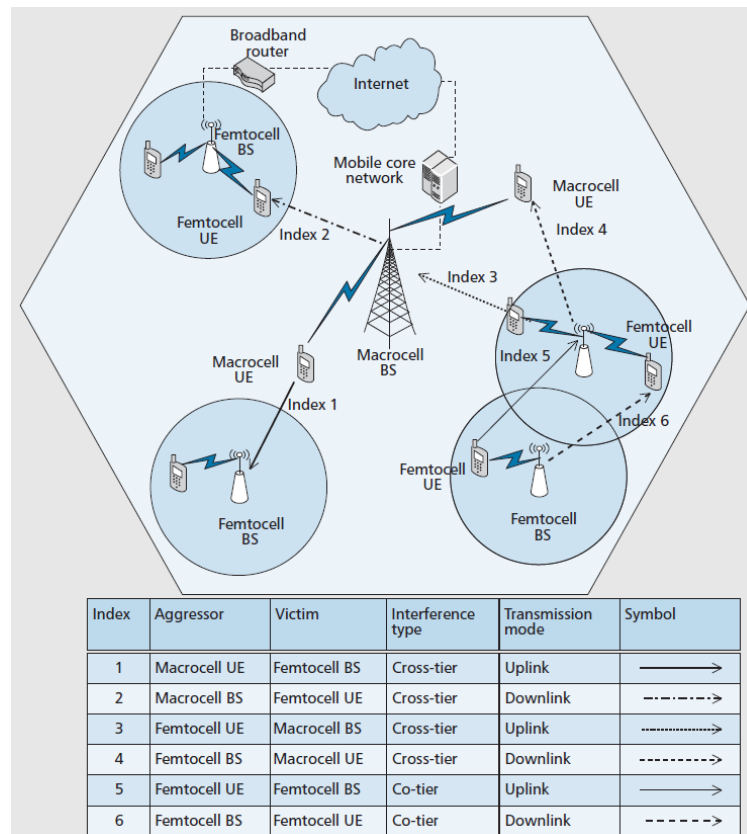 Broadband
router
Internet
Femtocell
BS
Mobile core
network
Macrocell
UE
Femtocell
UE
Index 2
Index 4
Index 3
Femtocell
UE
Macrocell
BS
Index 5
Macrocell
UE
Index 1
Index 6
Femtocell
UE
Femtocell
BS
Femtocell
BS
Index Aggressor Victim Interference type Transmission mode Symbol
1 Macrocell UE Femtocell BS Cross-tier Uplink
2 Macrocell BS Femtocell UE Cross-tier Downlink
3 Femtocell UE Macrocell BS Cross-tier Uplink
4 Femtocell BS Macrocell UE Cross-tier Downlink
5 Femtocell UE Femtocell BS Co-tier Uplink
6 Femtocell BS Femtocell UE Co-tier Downlink